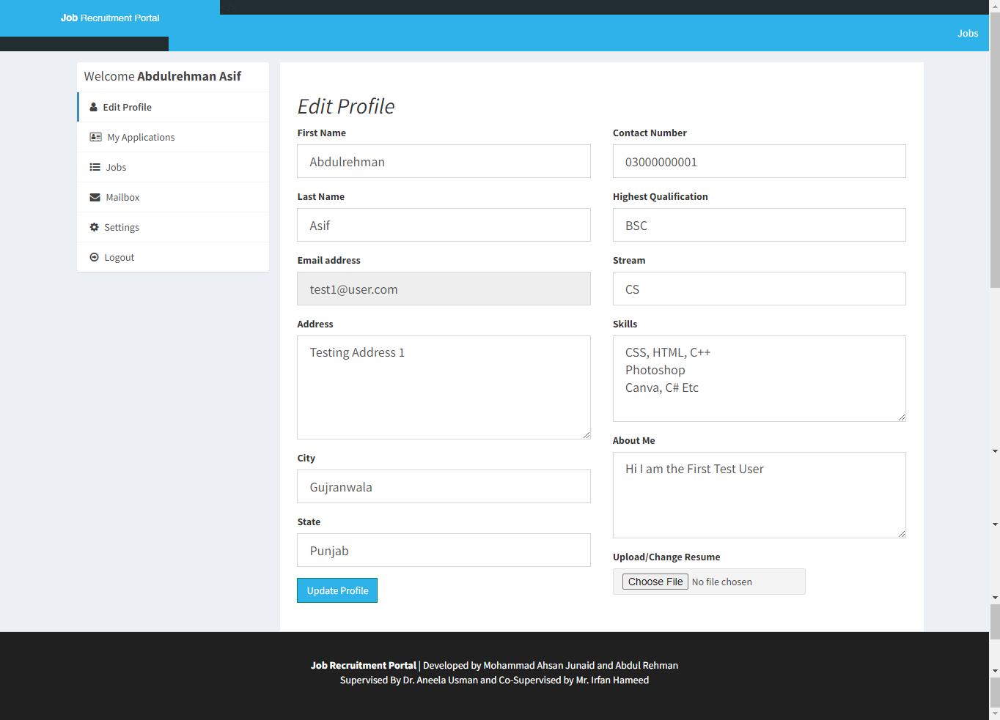 Job Recruitment Portal
Jobs
Welcome Abdulrehman Asif
Edit Profile
My Applications
Jobs
Mailbox
Settings
Logout
Edit Profile
First Name
Abdulrehman
Last Name
Asif
Email address
test1@user.com
Address
Testing Address 1
City
Gujranwala
State
Punjab
Update Profile
Contact Number
03000000001
Highest Qualification
BSC
Stream
CS
Skills
CSS, HTML, C++
Photoshop
Canva, C# Etc
About Me
Hi I am the First Test User
Upload/Change Resume
Choose File No file chosen
Job Recruitment Portal | Developed by Mohammad Ahsan Junaid and Abdul Rehman
Supervised By Dr. Aneela Usman and Co-Supervised by Mr. Irfan Hameed